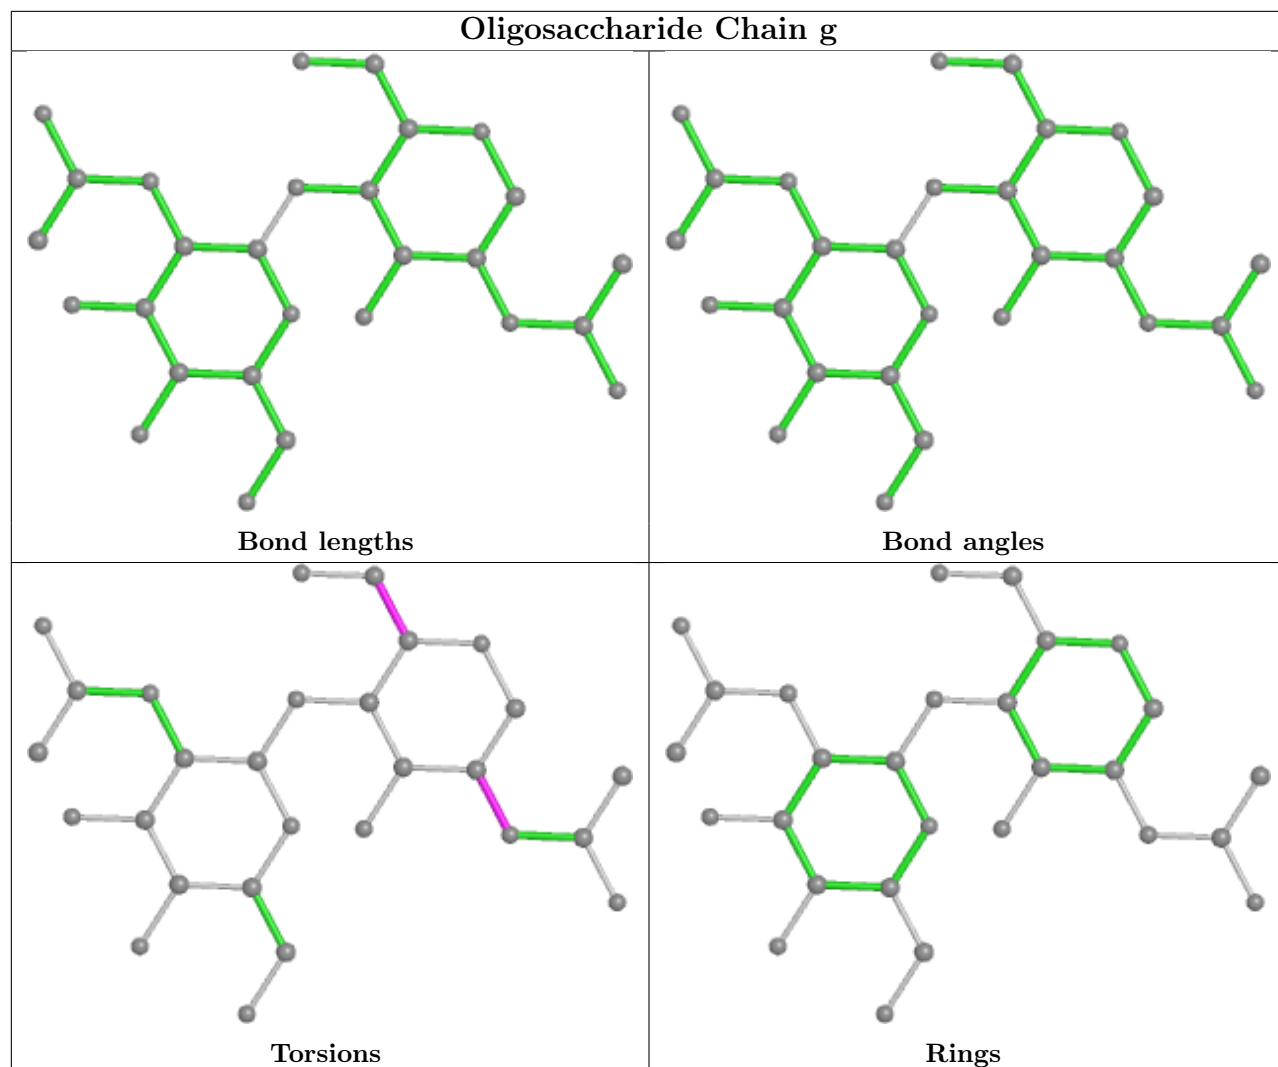 Oligosaccharide Chain g
Bond lengths
Bond angles
Torsions
Rings